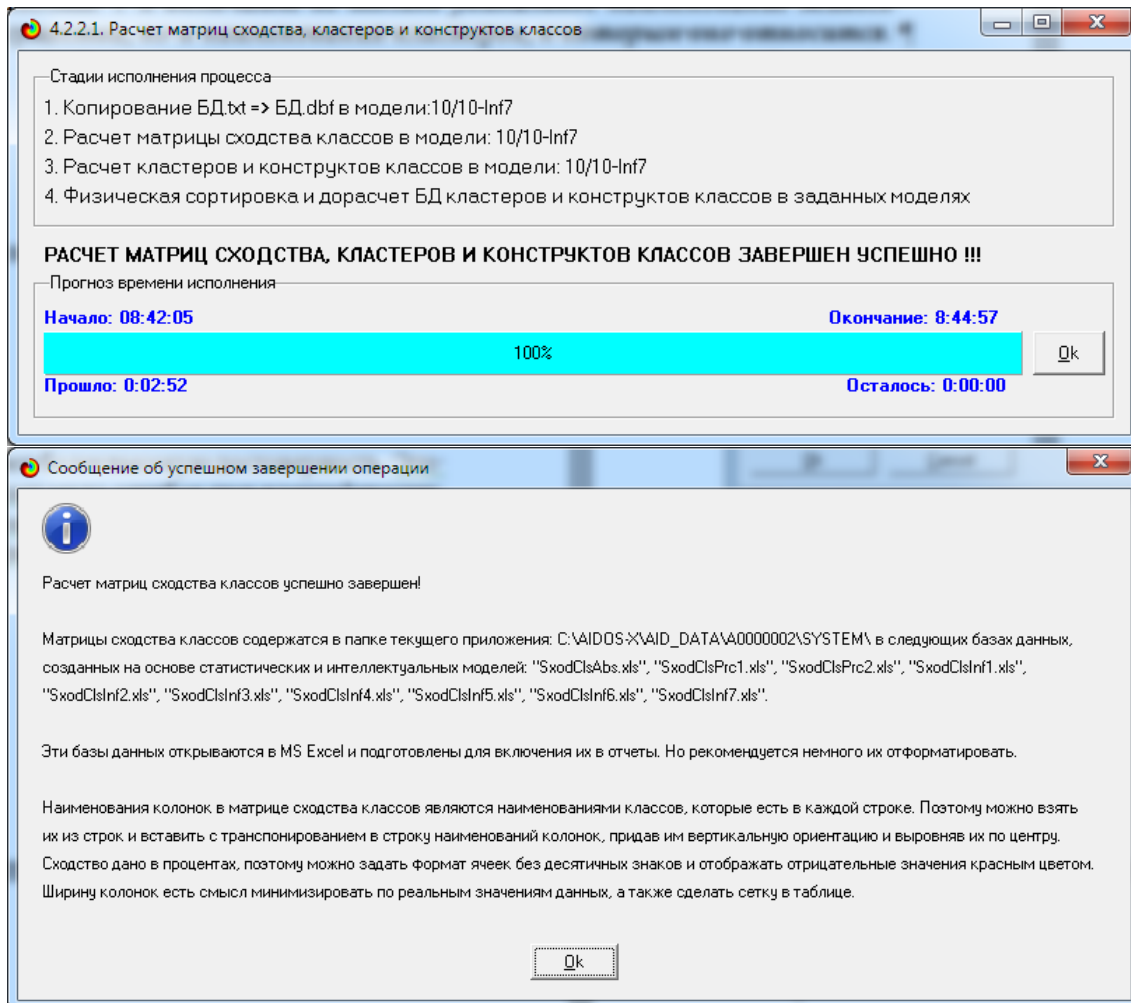 4.2.2.1. Расчет матриц сходства, кластеров и конструктов классов
Стадии исполнения процесса
1. Копирование БД.txt => БД.dbf в модели:10/10-Inf7
2. Расчет матрицы сходства классов в модели: 10/10-Inf7
3. Расчет кластеров и конструктов классов в модели: 10/10-Inf7
4. Физическая сортировка и дорасчет БД кластеров и конструктов классов в заданных моделях
РАСЧЕТ МАТРИЦ СХОДСТВА, КЛАСТЕРОВ И КОНСТРУКТОВ КЛАССОВ ЗАВЕРШЕН УСПЕШНО !!!
Прогноз времени исполнения
Начало: 08:42:05 Окончание: 8:44:57
100% Ok
Прошло: 0:02:52 Осталось: 0:00:00
Сообщение об успешном завершении операции
Расчет матриц сходства классов успешно завершен!
Матрицы сходства классов содержатся в папке текущего приложения: C:\AIDOS-X\AID_DATA\A0000002\SYSTEM\ в следующих базах данных,
созданных на основе статистических и интеллектуальных моделей: "SxodClsAbs.xls", "SxodClsPrc1.xls", "SxodClsPrc2.xls", "SxodClsInf1.xls",
"SxodClsInf2.xls", "SxodClsInf3.xls", "SxodClsInf4.xls", "SxodClsInf5.xls", "SxodClsInf6.xls", "SxodClsInf7.xls".
Эти базы данных открываются в MS Excel и подготовлены для включения их в отчеты. Но рекомендуется немного их отформатировать.
Наименования колонок в матрице сходства классов являются наименованиями классов, которые есть в каждой строке. Поэтому можно взять
их из строк и вставить с транспонированием в строку наименований колонок, придав им вертикальную ориентацию и выровняв их по центру.
Сходство дано в процентах, поэтому можно задать формат ячеек без десятичных знаков и отображать отрицательные значения красным цветом.
Ширину колонок есть смысл минимизировать по реальным значениям данных, а также сделать сетку в таблице.
Ok